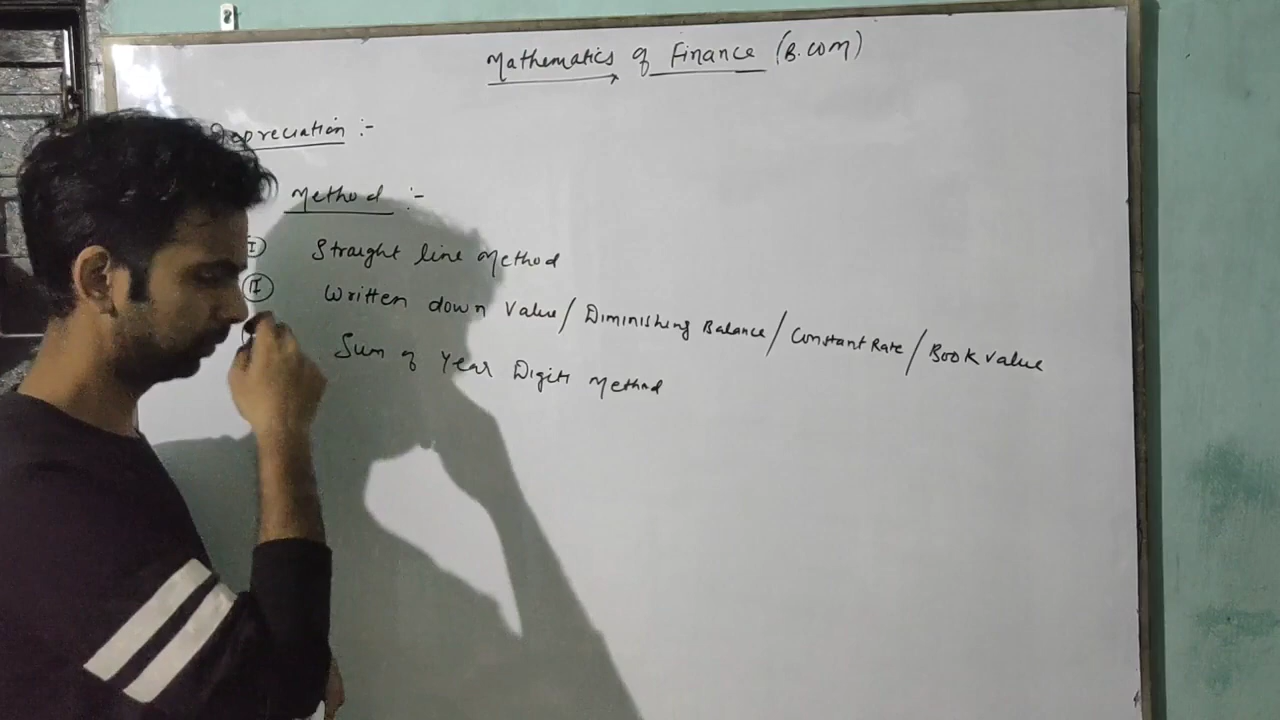 Mathematics of Finance (B.COM)
Depreciation :-
Method :-
I Straight line Method
II Written down Value/Diminishing Balance/Constant Rate/Book Value
Sum of Year Digits Method